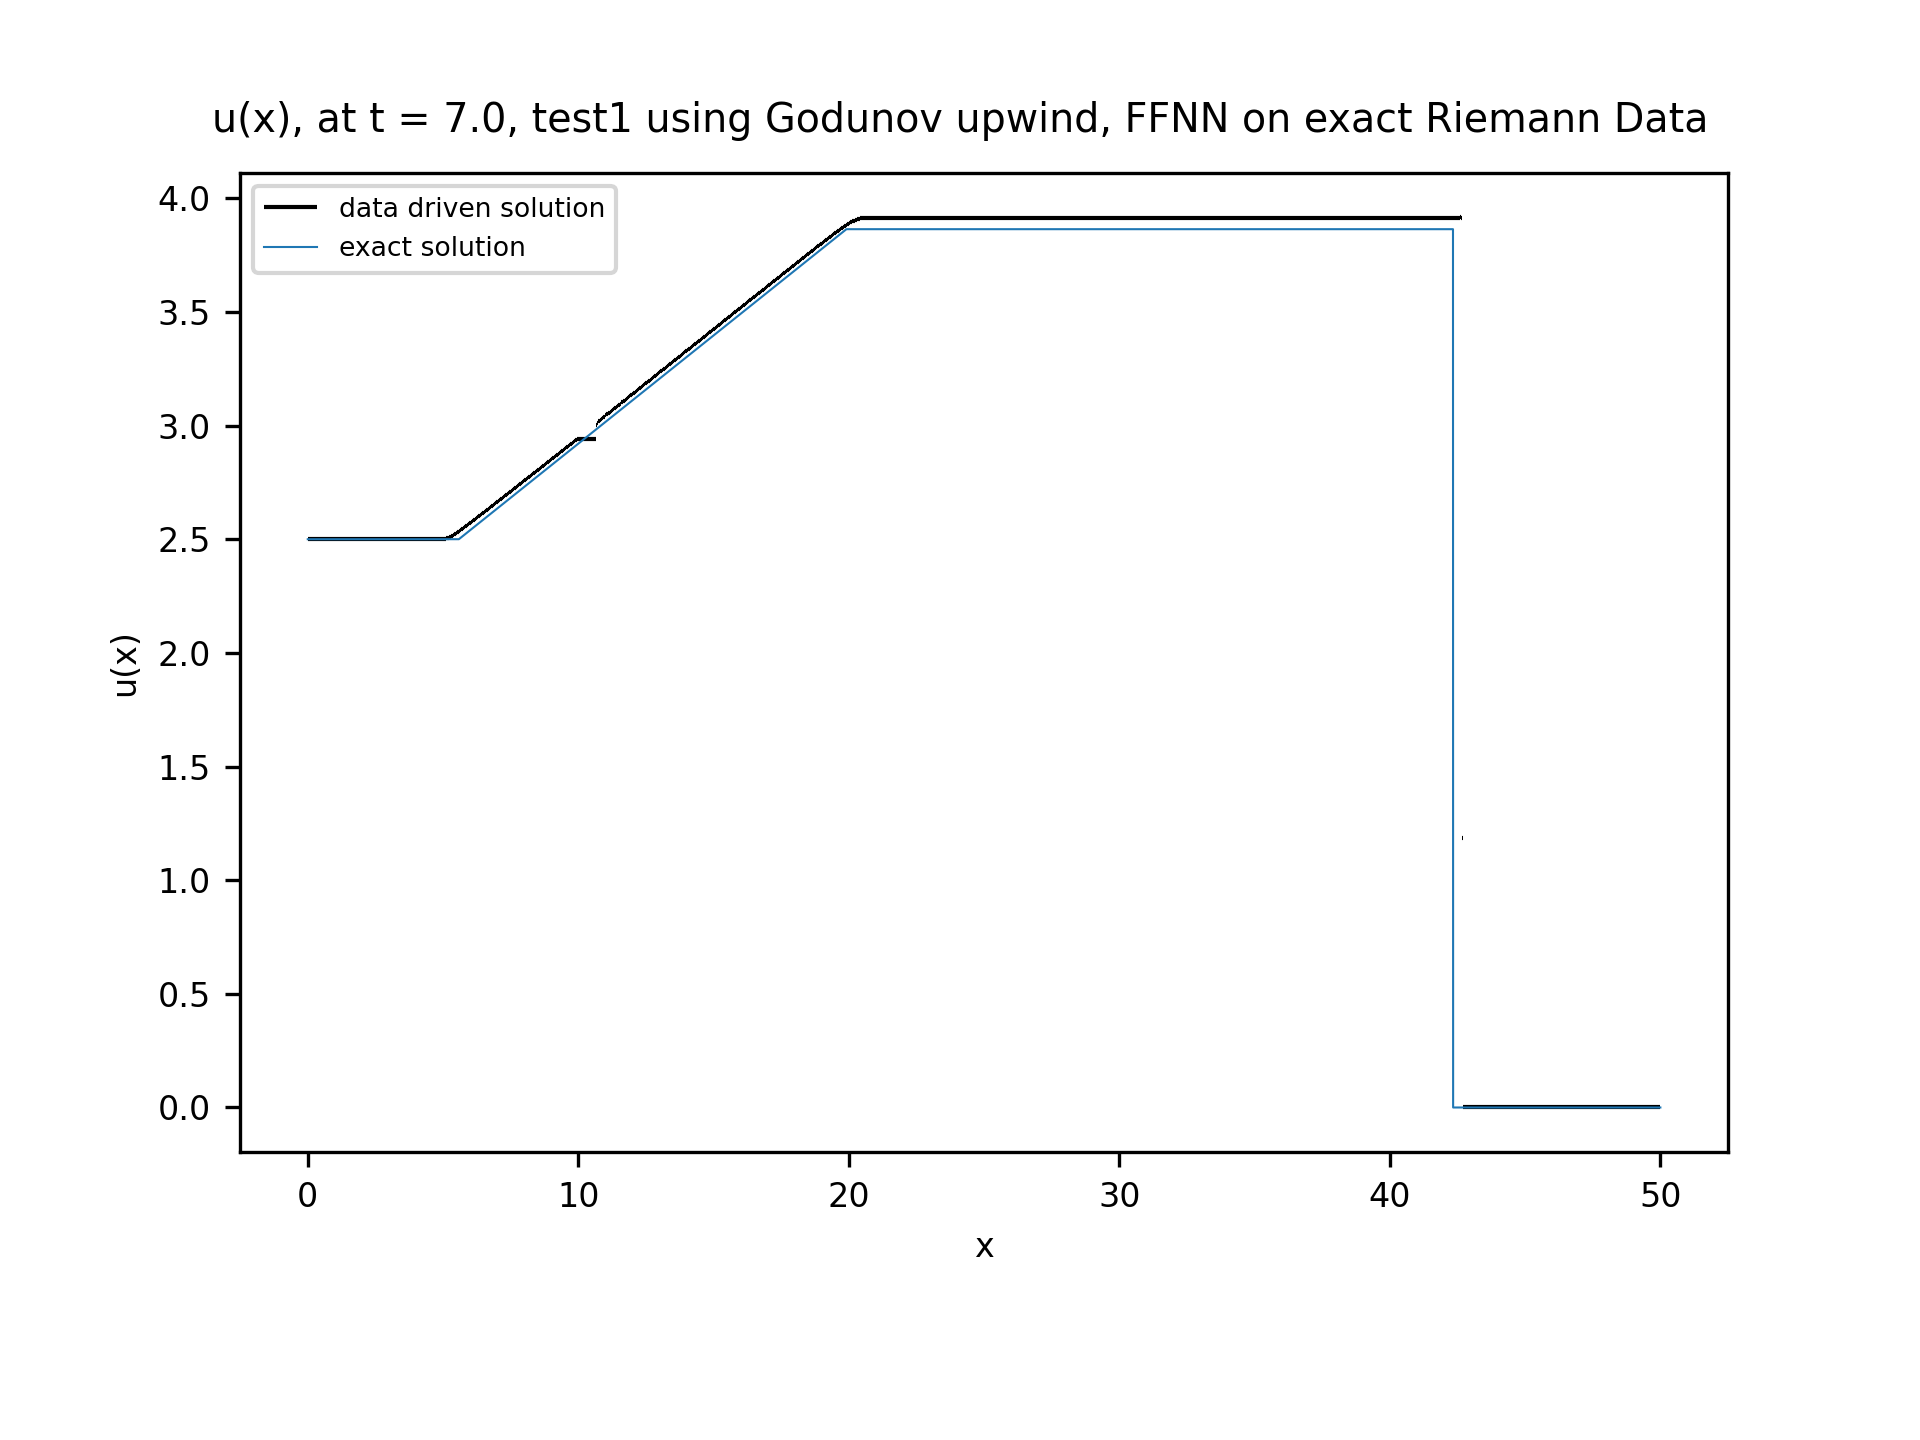 u(x), at t = 7.0, test1 using Godunov upwind, FFNN on exact Riemann Data
data driven solution
exact solution
4.0
3.5
3.0
2.5
2.0
1.5
1.0
0.5
0.0
u(x)
0 10 20 30 40 50
x